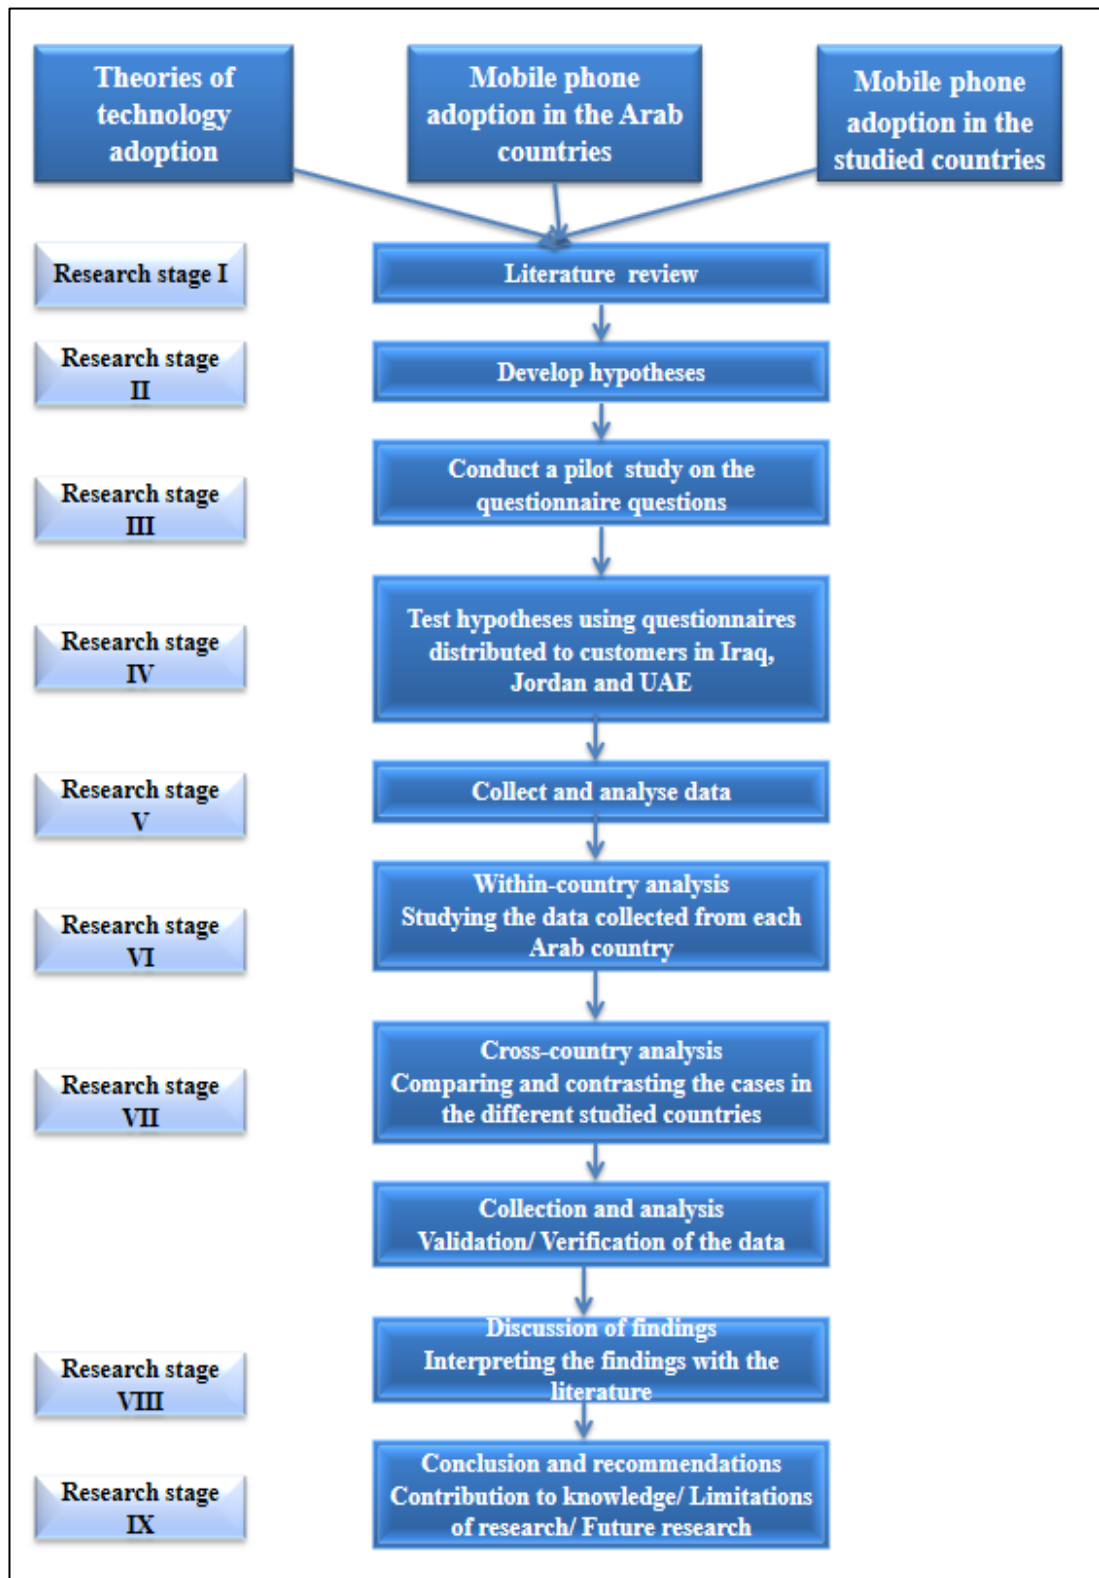 Theories of
technology
adoption
Mobile phone
adoption in the Arab
countries
Mobile phone
adoption in the
studied countries
Research stage I
Literature review
Research stage
II
Develop hypotheses
Research stage
III
Conduct a pilot study on the
questionnaire questions
Research stage
IV
Test hypotheses using questionnaires
distributed to customers in Iraq,
Jordan and UAE
Research stage
V
Collect and analyse data
Research stage
VI
Within-country analysis
Studying the data collected from each
Arab country
Research stage
VII
Cross-country analysis
Comparing and contrasting the cases in
the different studied countries
Collection and analysis
Validation/ Verification of the data
Research stage
VIII
Discussion of findings
Interpreting the findings with the
literature
Research stage
IX
Conclusion and recommendations
Contribution to knowledge/ Limitations
of research/ Future research